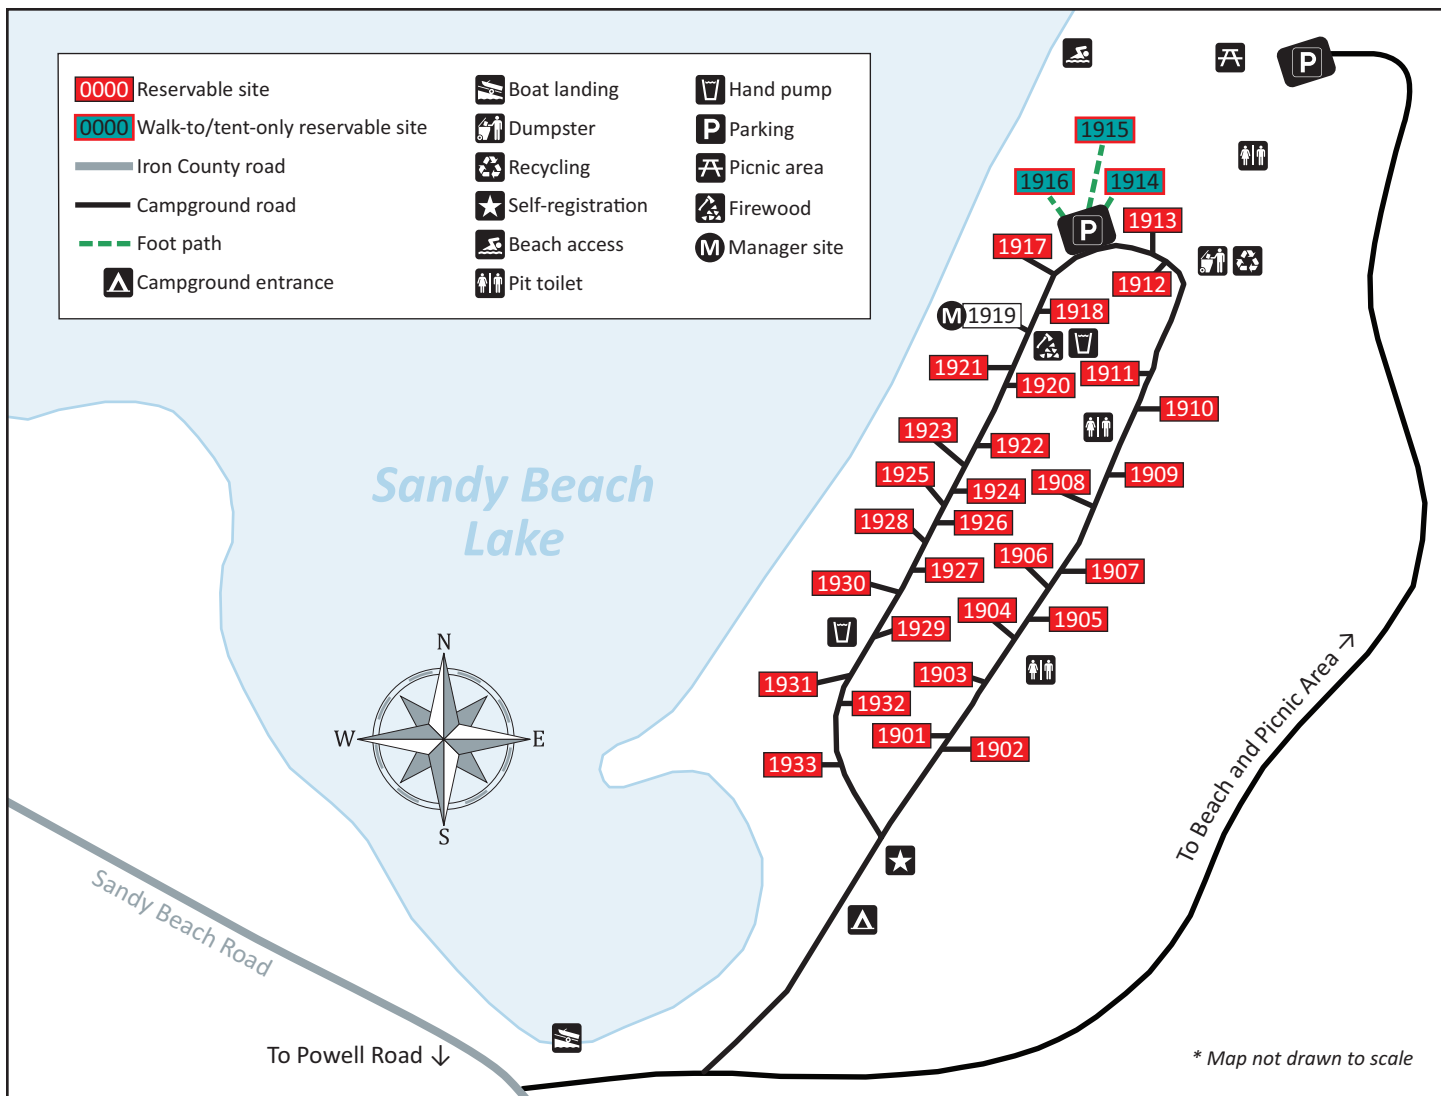 0000 Reservable site
0000 Walk-to/tent-only reservable site
Iron County road
Campground road
Foot path
Campground entrance
Boat landing
Dumpster
Recycling
Self-registration
Beach access
Pit toilet
Hand pump
P Parking
Picnic area
Firewood
M Manager site
P
1915
1916
1914
P
1913
1917
1912
1918
M 1919
1921
1920
1911
1910
1923
1922
1925
1924
1908
1909
1928
1926
1906
1907
1930
1927
1904
1905
1929
1931
1903
1932
1901
1902
1933
Sandy Beach
Lake
N
W
E
S
To Beach and Picnic Area →
Sandy Beach Road
To Powell Road ↓
* Map not drawn to scale